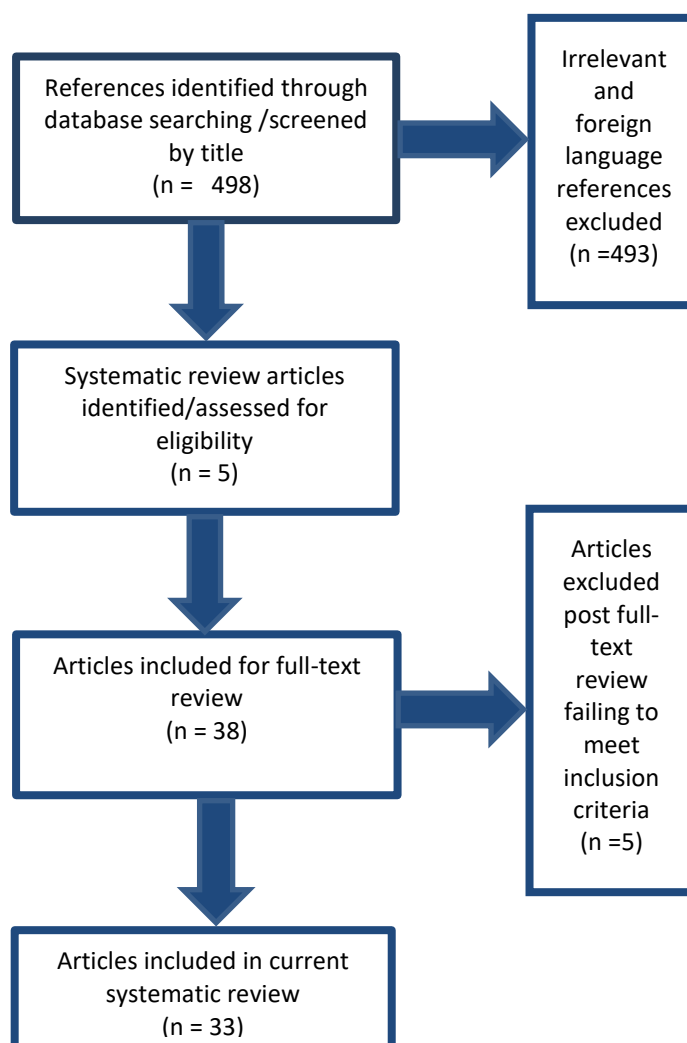 References identified through
database searching /screened
by title
(n =   498)
Irrelevant
and
foreign
language
references
excluded
(n =493)
Systematic review articles
identified/assessed for
eligibility
(n = 5)
Articles included for full-text
review
(n = 38)
Articles
excluded
post full-
text
review
failing to
meet
inclusion
criteria
(n =5)
Articles included in current
systematic review
(n = 33)